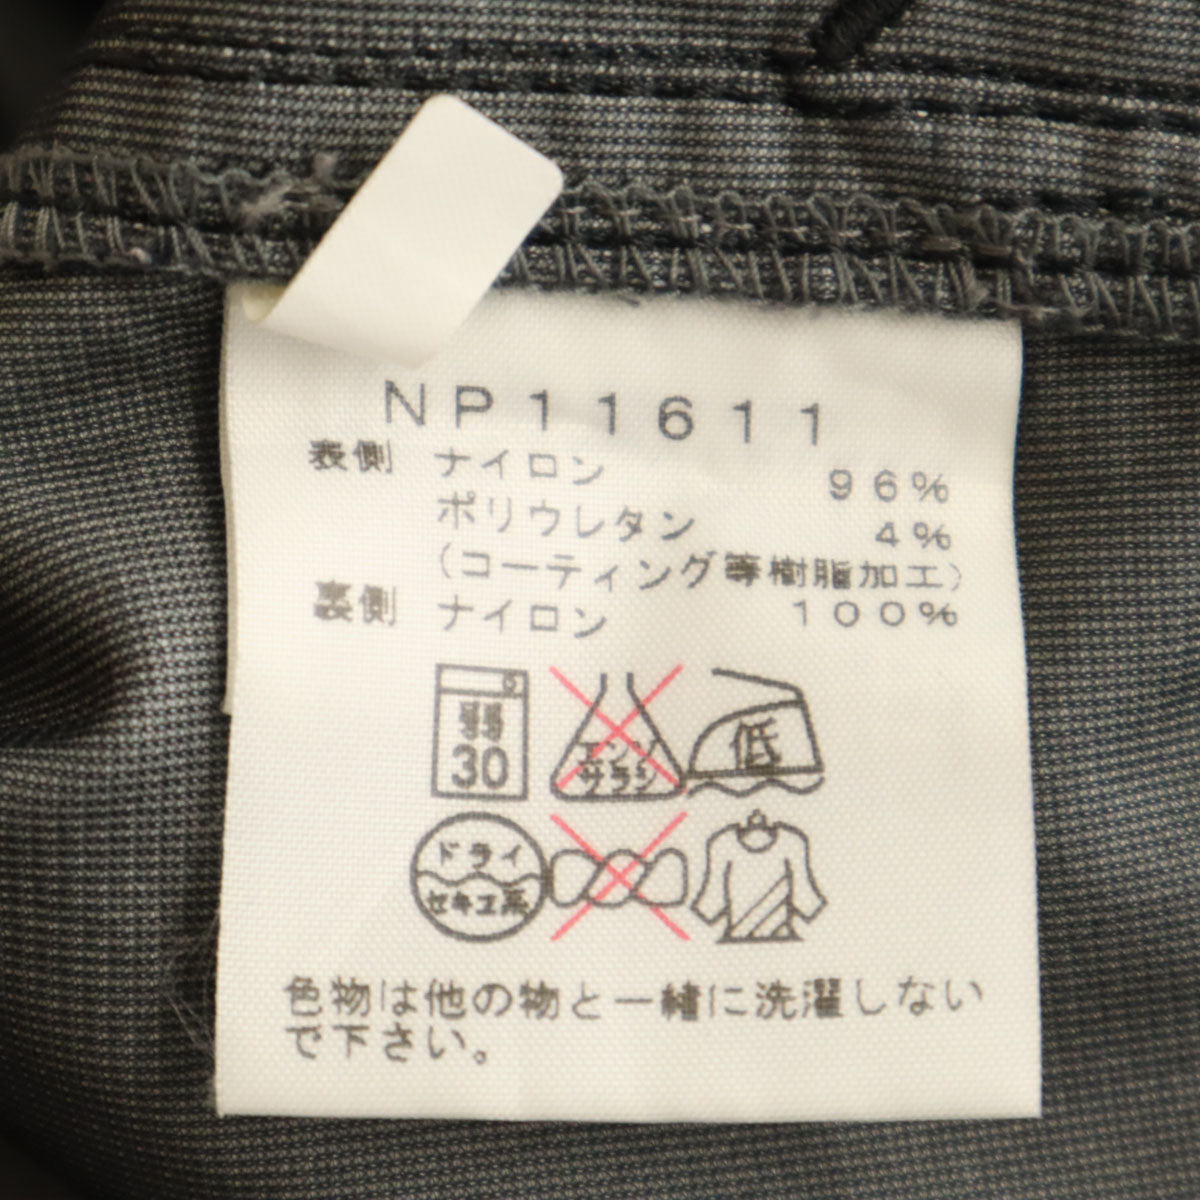 NP11611
表側 ナイロン 96%
ポリウレタン 4%
(コーティング等樹脂加工)
裏側 ナイロン 100%
弱
30
エンソ
サラシ
低
ドライ
セキユ系
色物は他の物と一緒に洗濯しない
で下さい。